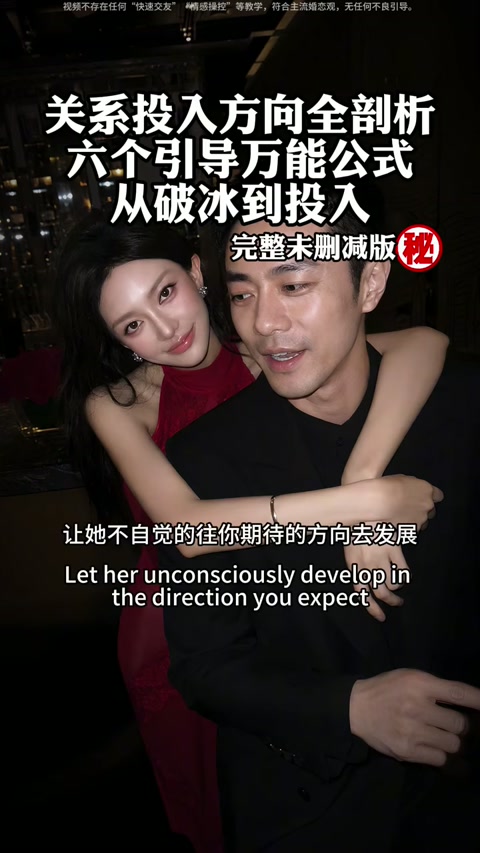 视频不存在任何“快速交友”“情感操控”等教学，符合主流婚恋观，无任何不良引导。
关系投入方向全剖析
六个引导万能公式
从破冰到投入
完整未删减版 秘
让她不自觉的往你期待的方向去发展
Let her unconsciously develop in
the direction you expect